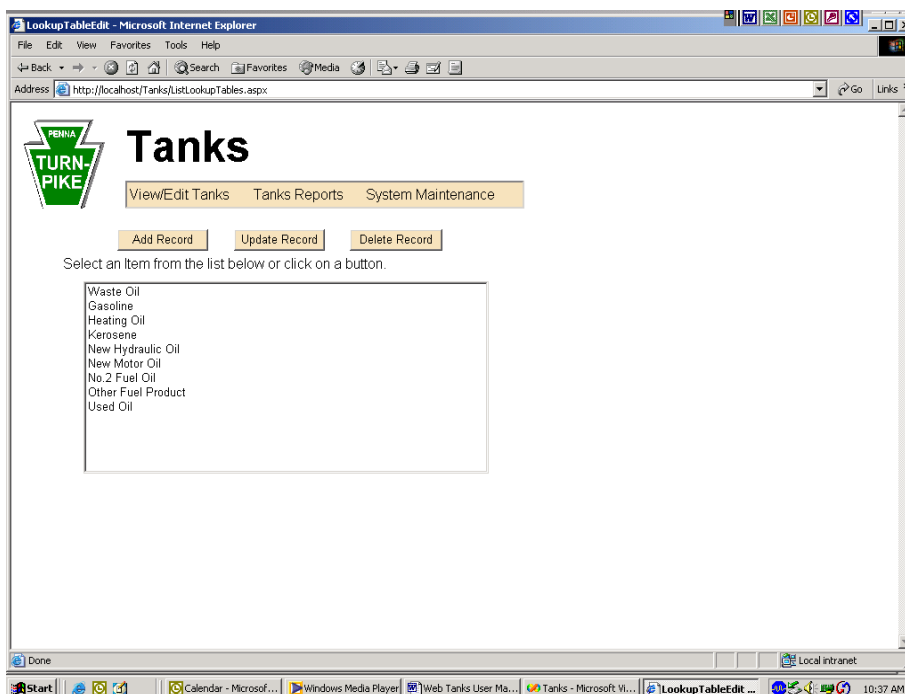 LookupTableEdit - Microsoft Internet Explorer
File Edit View Favorites Tools Help
Back Search Favorites Media
Address http://localhost/Tanks/ListLookupTables.aspx Go Links
PENNA
TURN-
PIKE
Tanks
View/Edit Tanks Tanks Reports System Maintenance
Add Record Update Record Delete Record
Select an Item from the list below or click on a button.
Waste Oil
Gasoline
Heating Oil
Kerosene
New Hydraulic Oil
New Motor Oil
No.2 Fuel Oil
Other Fuel Product
Used Oil
Done Local intranet
Start Calendar - Microsof... Windows Media Player Web Tanks User Ma... Tanks - Microsoft Vi... LookupTableEdit ... 10:37 AM